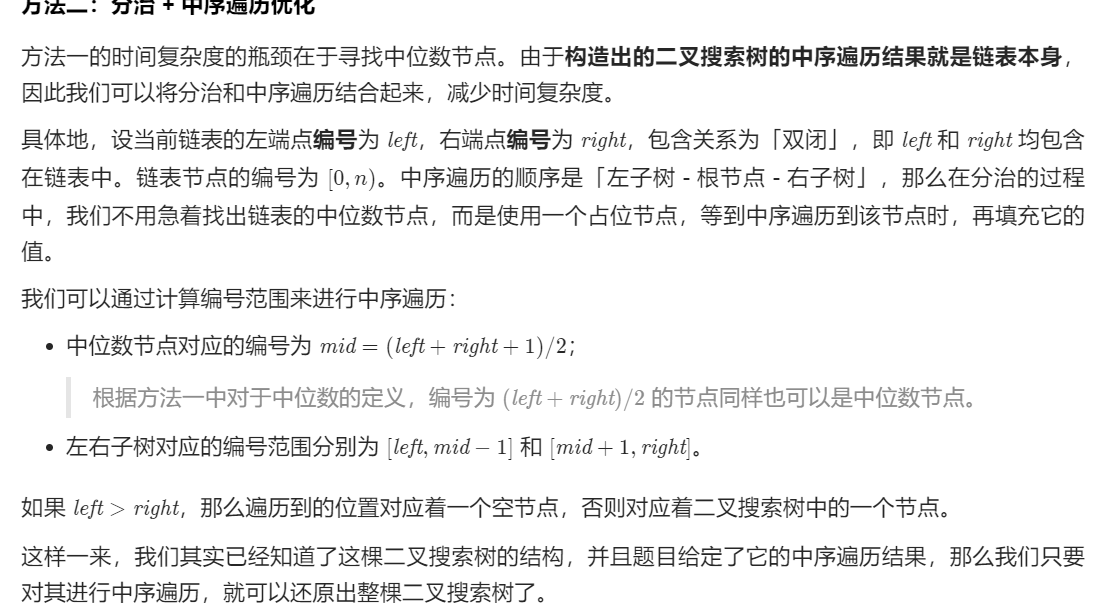 方法二：分治 + 中序遍历优化
方法一的时间复杂度的瓶颈在于寻找中位数节点。由于构造出的二叉搜索树的中序遍历结果就是链表本身，
因此我们可以将分治和中序遍历结合起来，减少时间复杂度。
具体地，设当前链表的左端点编号为 left，右端点编号为 right，包含关系为「双闭」，即 left 和 right 均包含
在链表中。链表节点的编号为 [0, n)。中序遍历的顺序是「左子树 - 根节点 - 右子树」，那么在分治的过程
中，我们不用急着找出链表的中位数节点，而是使用一个占位节点，等到中序遍历到该节点时，再填充它的
值。
我们可以通过计算编号范围来进行中序遍历：
• 中位数节点对应的编号为 mid = (left + right + 1)/2；
根据方法一中对于中位数的定义，编号为 (left + right)/2 的节点同样也可以是中位数节点。
• 左右子树对应的编号范围分别为 [left, mid − 1] 和 [mid + 1, right]。
如果 left > right，那么遍历到的位置对应着一个空节点，否则对应着二叉搜索树中的一个节点。
这样一来，我们其实已经知道了这棵二叉搜索树的结构，并且题目给定了它的中序遍历结果，那么我们只要
对其进行中序遍历，就可以还原出整棵二叉搜索树了。